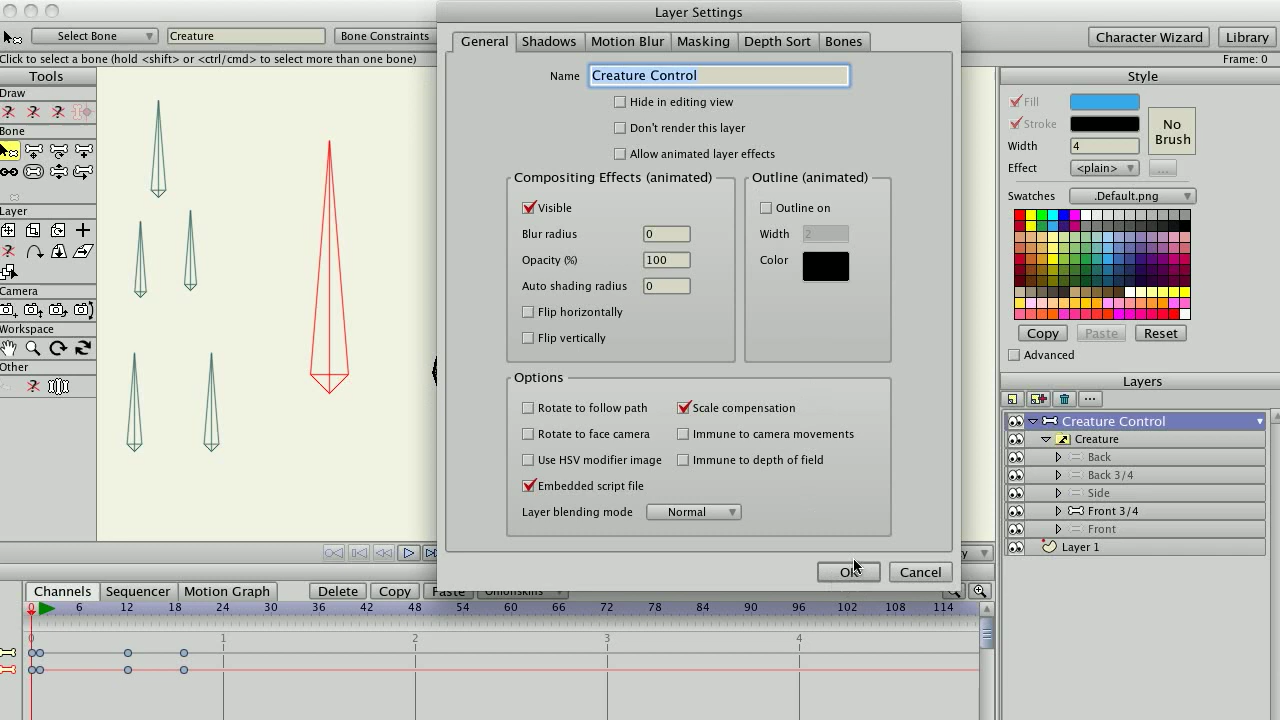 Layer Settings
Select Bone
Creature
Bone Constraints
Character Wizard
Library
Click to select a bone (hold <shift> or <ctrl/cmd> to select more than one bone)
Frame: 0
General
Shadows
Motion Blur
Masking
Depth Sort
Bones
Name
Creature Control
Hide in editing view
Don't render this layer
Allow animated layer effects
Compositing Effects (animated)
Visible
Blur radius
0
Opacity (%)
100
Auto shading radius
0
Flip horizontally
Flip vertically
Outline (animated)
Outline on
Width
2
Color
Options
Rotate to follow path
Scale compensation
Rotate to face camera
Immune to camera movements
Use HSV modifier image
Immune to depth of field
Embedded script file
Layer blending mode
Normal
OK
Cancel
Tools
Draw
Bone
Layer
Camera
Workspace
Other
Style
Fill
Stroke
Width
4
Effect
<plain>
...
No
Brush
Swatches
.Default.png
Copy
Paste
Reset
Advanced
Layers
Creature Control
Creature
Back
Back 3/4
Side
Front 3/4
Front
Layer 1
Channels
Sequencer
Motion Graph
Delete
Copy
Paste
Onionskins
0 6 12 18 24 30 36 42 48 54 60 66 72 78 84 90 96 102 108 114
0 1 2 3 4